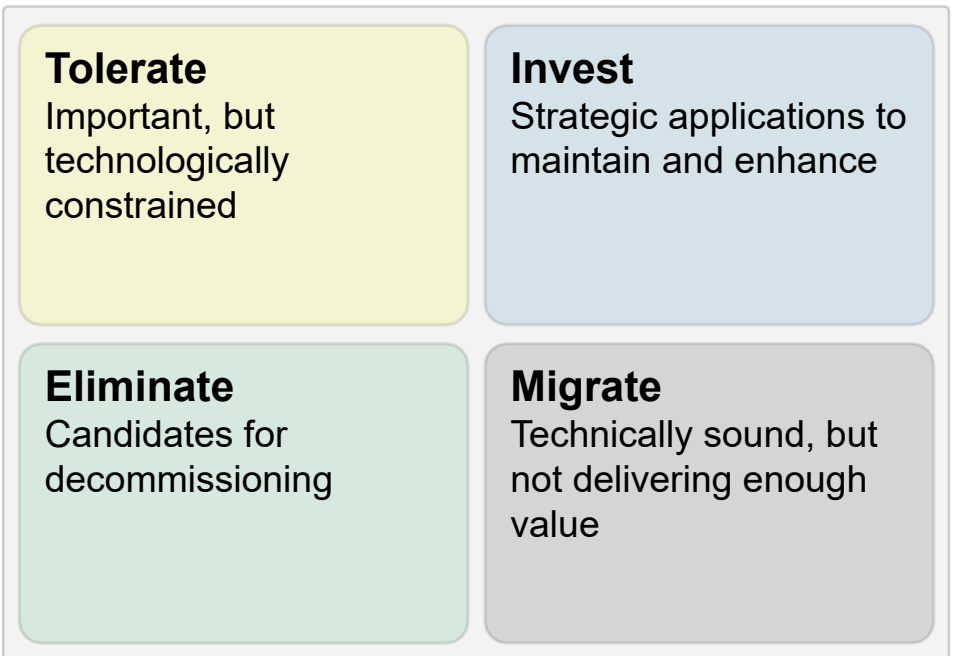 Tolerate
Important, but
technologically
constrained
Invest
Strategic applications to
maintain and enhance
Eliminate
Candidates for
decommissioning
Migrate
Technically sound, but
not delivering enough
value